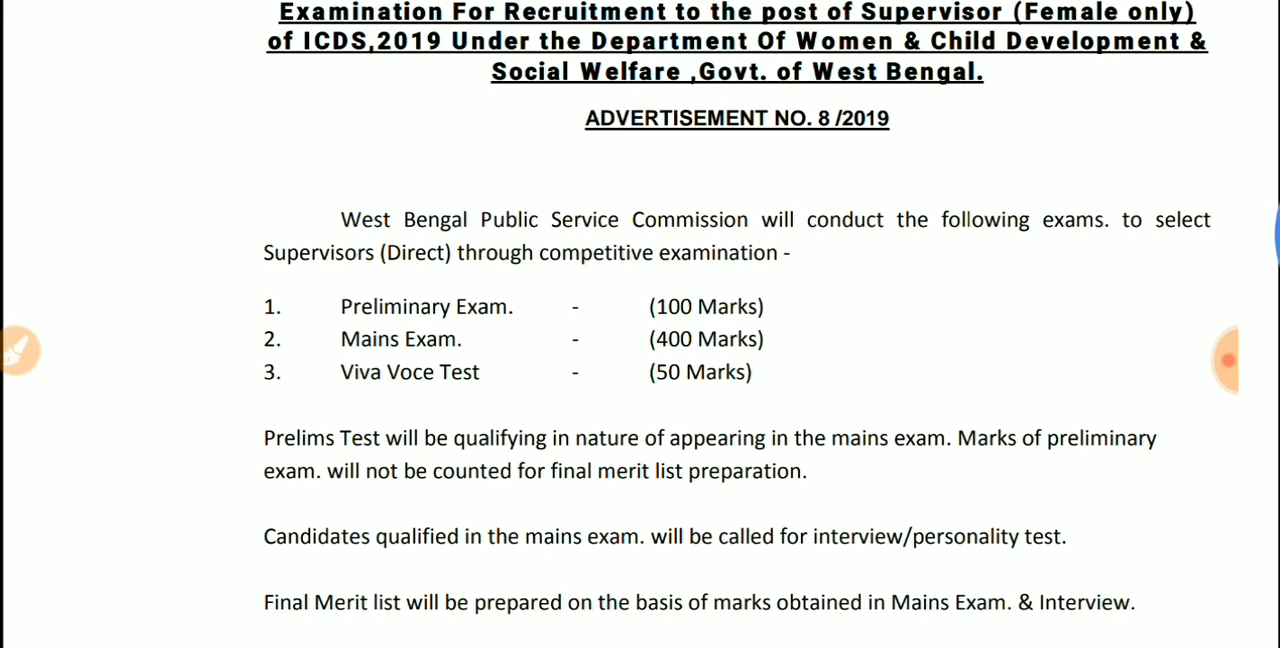 Examination For Recruitment to the post of Supervisor (Female only)
of ICDS,2019 Under the Department Of Women & Child Development &
Social Welfare ,Govt. of West Bengal.
ADVERTISEMENT NO. 8 /2019
West Bengal Public Service Commission will conduct the following exams. to select
Supervisors (Direct) through competitive examination -
1. Preliminary Exam. - (100 Marks)
2. Mains Exam. - (400 Marks)
3. Viva Voce Test - (50 Marks)
Prelims Test will be qualifying in nature of appearing in the mains exam. Marks of preliminary
exam. will not be counted for final merit list preparation.
Candidates qualified in the mains exam. will be called for interview/personality test.
Final Merit list will be prepared on the basis of marks obtained in Mains Exam. & Interview.